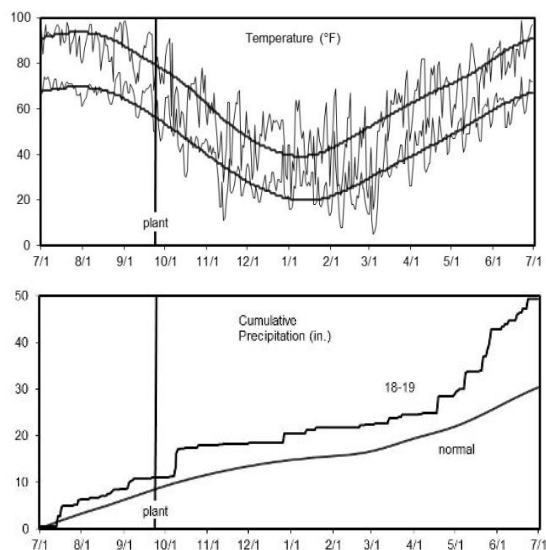 100
Temperature (°F)
80
60
40
20
plant
0
7/1 8/1 9/1 10/1 11/1 12/1 1/1 2/1 3/1 4/1 5/1 6/1 7/1
50
Cumulative
Precipitation (in.)
40
18-19
30
20
normal
10
plant
0
7/1 8/1 9/1 10/1 11/1 12/1 1/1 2/1 3/1 4/1 5/1 6/1 7/1